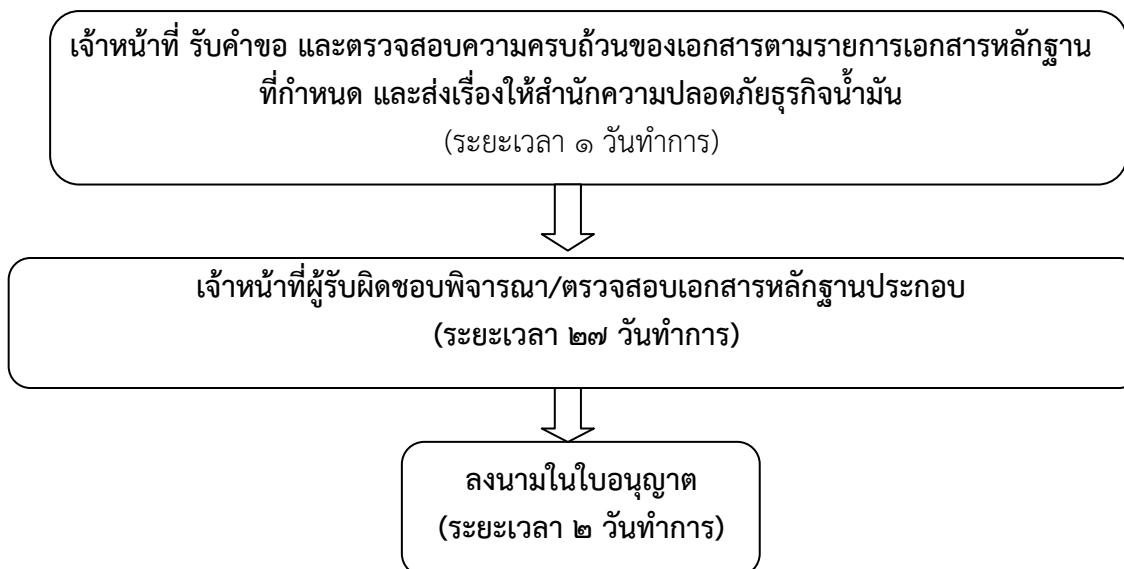 เจ้าหน้าที่ รับคำขอ และตรวจสอบความครบถ้วนของเอกสารตามรายการเอกสารหลักฐาน
ที่กำหนด และส่งเรื่องให้สำนักความปลอดภัยธุรกิจน้ำมัน
(ระยะเวลา ๑ วันทำการ)
เจ้าหน้าที่ผู้รับผิดชอบพิจารณา/ตรวจสอบเอกสารหลักฐานประกอบ
(ระยะเวลา ๒๗ วันทำการ)
ลงนามในใบอนุญาต
(ระยะเวลา ๒ วันทำการ)